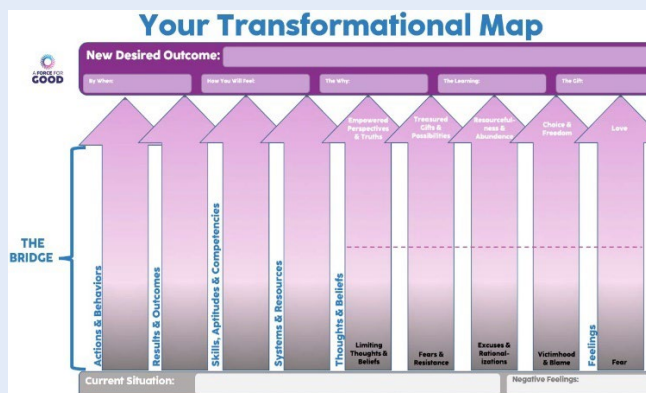 Your Transformational Map
A FORCE FOR
GOOD
New Desired Outcome:
By When:
How You Will Feel:
The Why:
The Learning:
The Gift:
Empowered
Perspectives
& Truths
Treasured
Gifts &
Possibilities
Resourceful-
ness &
Abundance
Choice &
Freedom
Love
THE
BRIDGE
Actions & Behaviors
Results & Outcomes
Skills, Aptitudes & Competencies
Systems & Resources
Thoughts & Beliefs
Feelings
Limiting
Thoughts &
Beliefs
Fears &
Resistance
Excuses &
Rational-
izations
Victimhood
& Blame
Fear
Current Situation:
Negative Feelings: